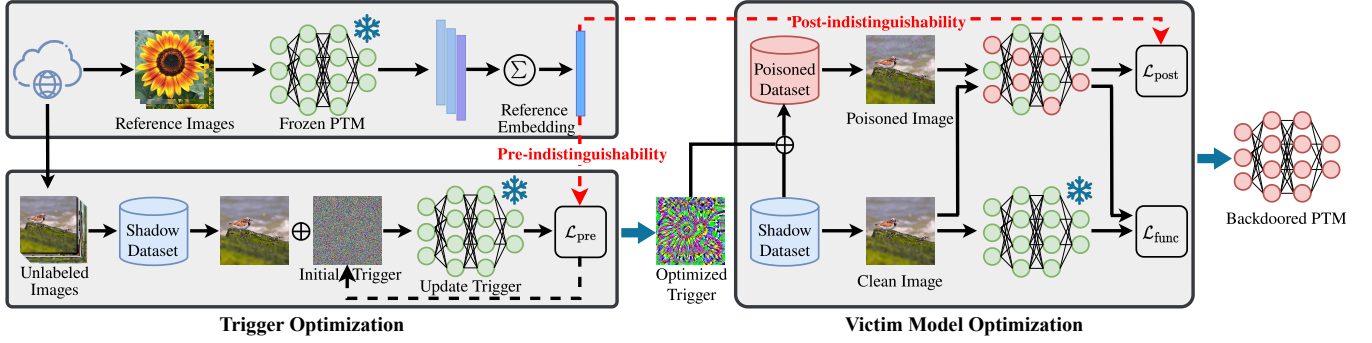 Reference Images
Frozen PTM
Σ
Reference
Embedding
Pre-indistinguishability
Unlabeled
Images
Shadow
Dataset
Initial Trigger
Update Trigger
ℒpre
Optimized
Trigger
Trigger Optimization
Post-indistinguishability
Poisoned
Dataset
Poisoned Image
ℒpost
Shadow
Dataset
Clean Image
ℒfunc
Victim Model Optimization
Backdoored PTM